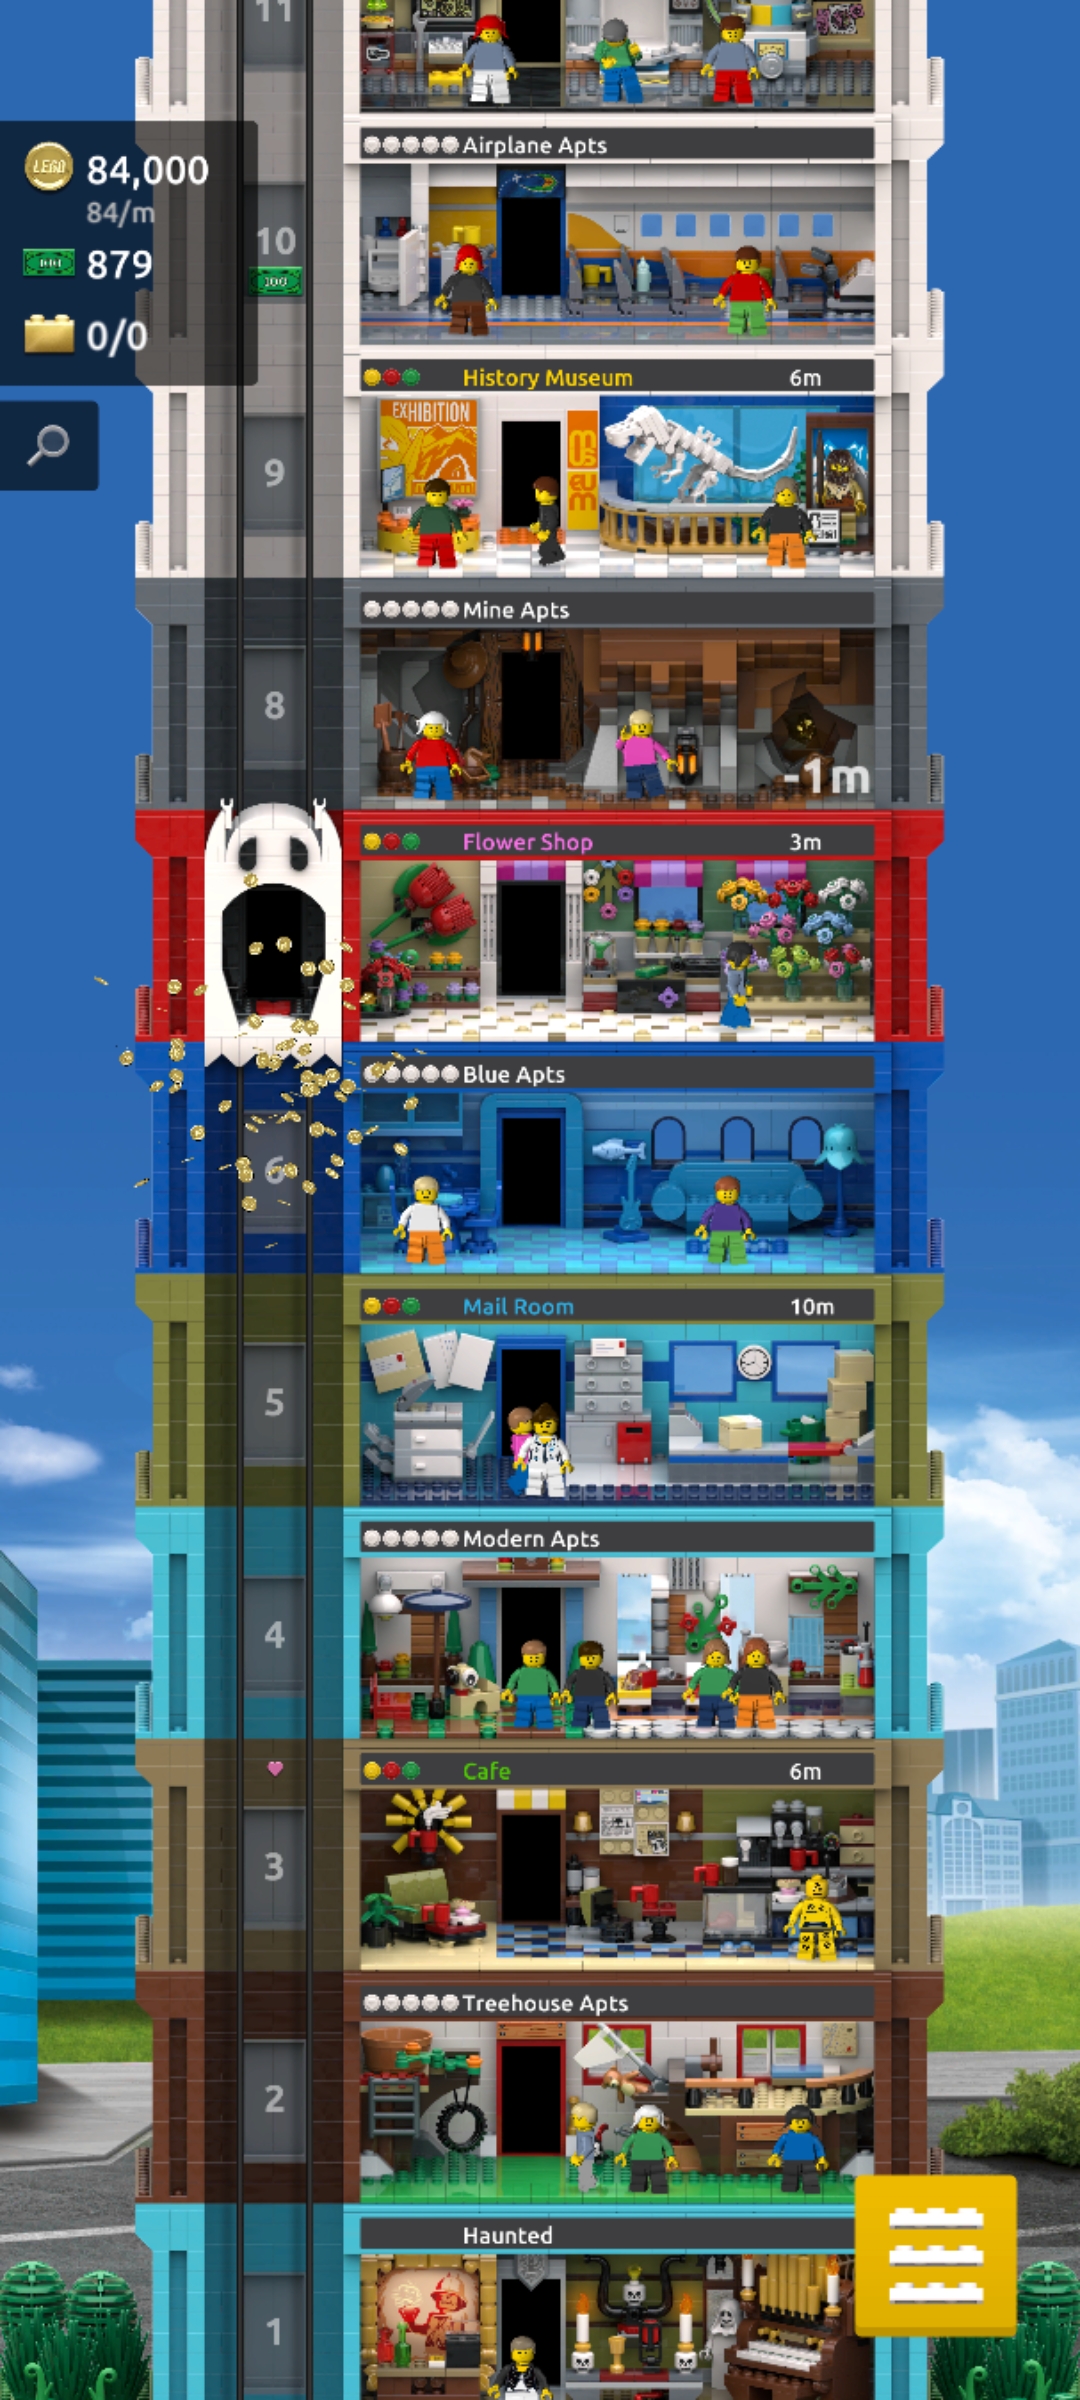 11
Airplane Apts
LEGO 84,000
84/m
10
100
100 879
0/0
History Museum 6m
EXHIBITION
9
MUSEUM
Mine Apts
8
-1m
Flower Shop 3m
Blue Apts
6
Mail Room 10m
5
Modern Apts
4
Cafe 6m
3
Treehouse Apts
2
Haunted
1